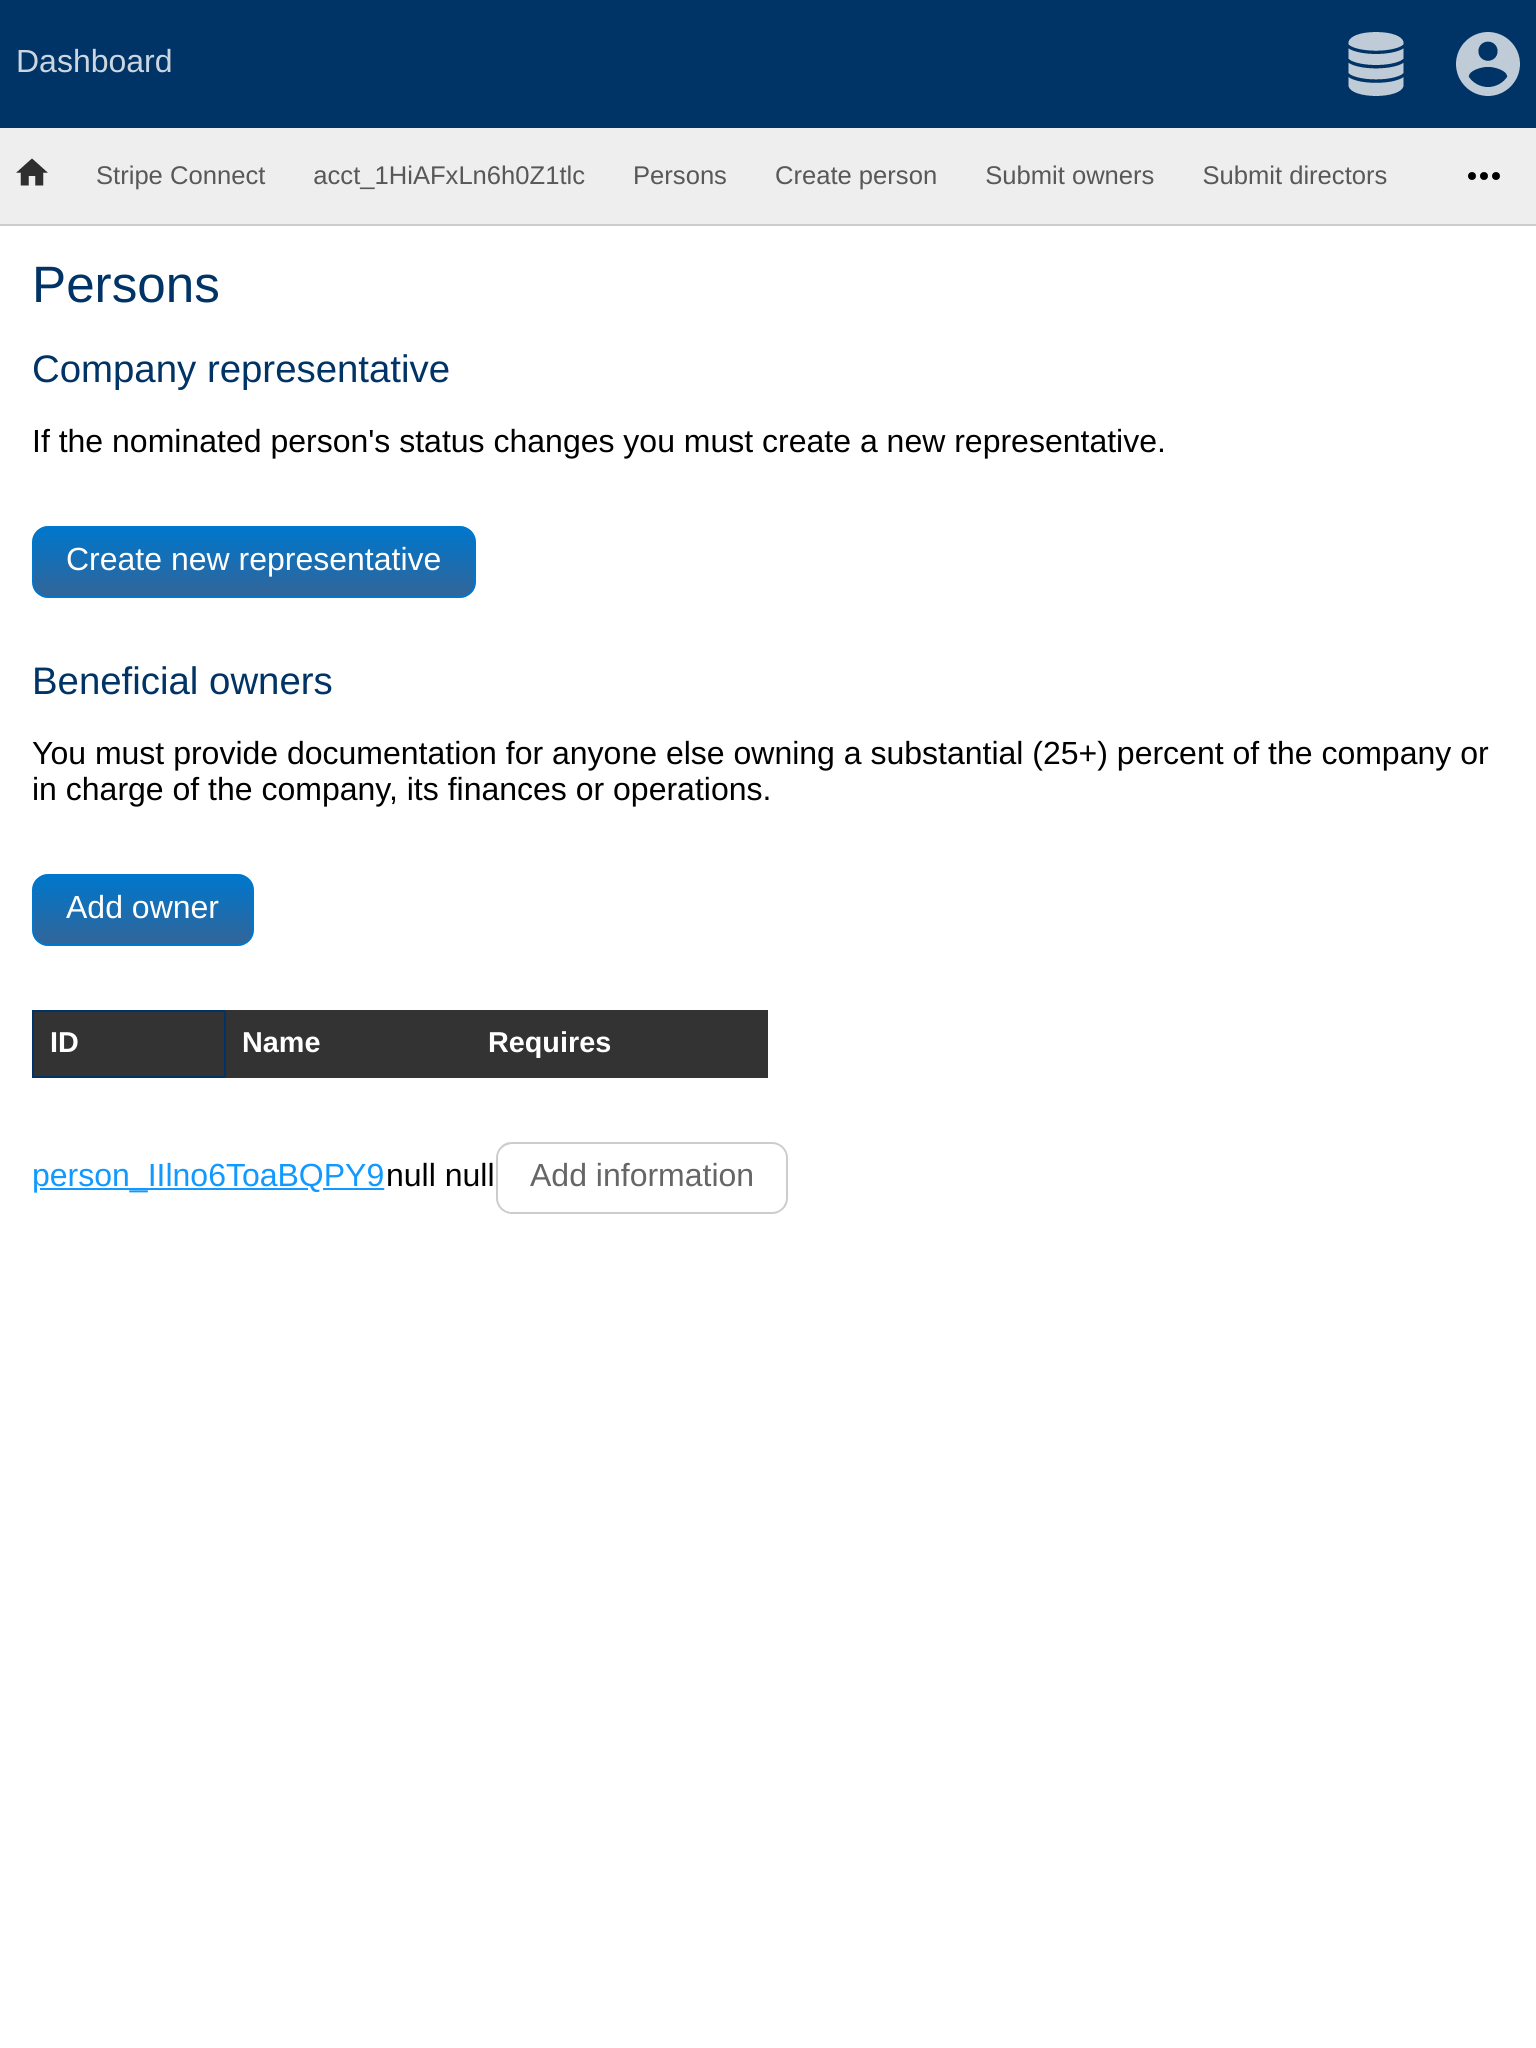 Dashboard
Stripe Connect acct_1HiAFxLn6h0Z1tlc Persons Create person Submit owners Submit directors
Persons
Company representative
If the nominated person's status changes you must create a new representative.
Create new representative
Beneficial owners
You must provide documentation for anyone else owning a substantial (25+) percent of the company or
in charge of the company, its finances or operations.
Add owner
ID Name Requires
person_IIlno6ToaBQPY9null null Add information